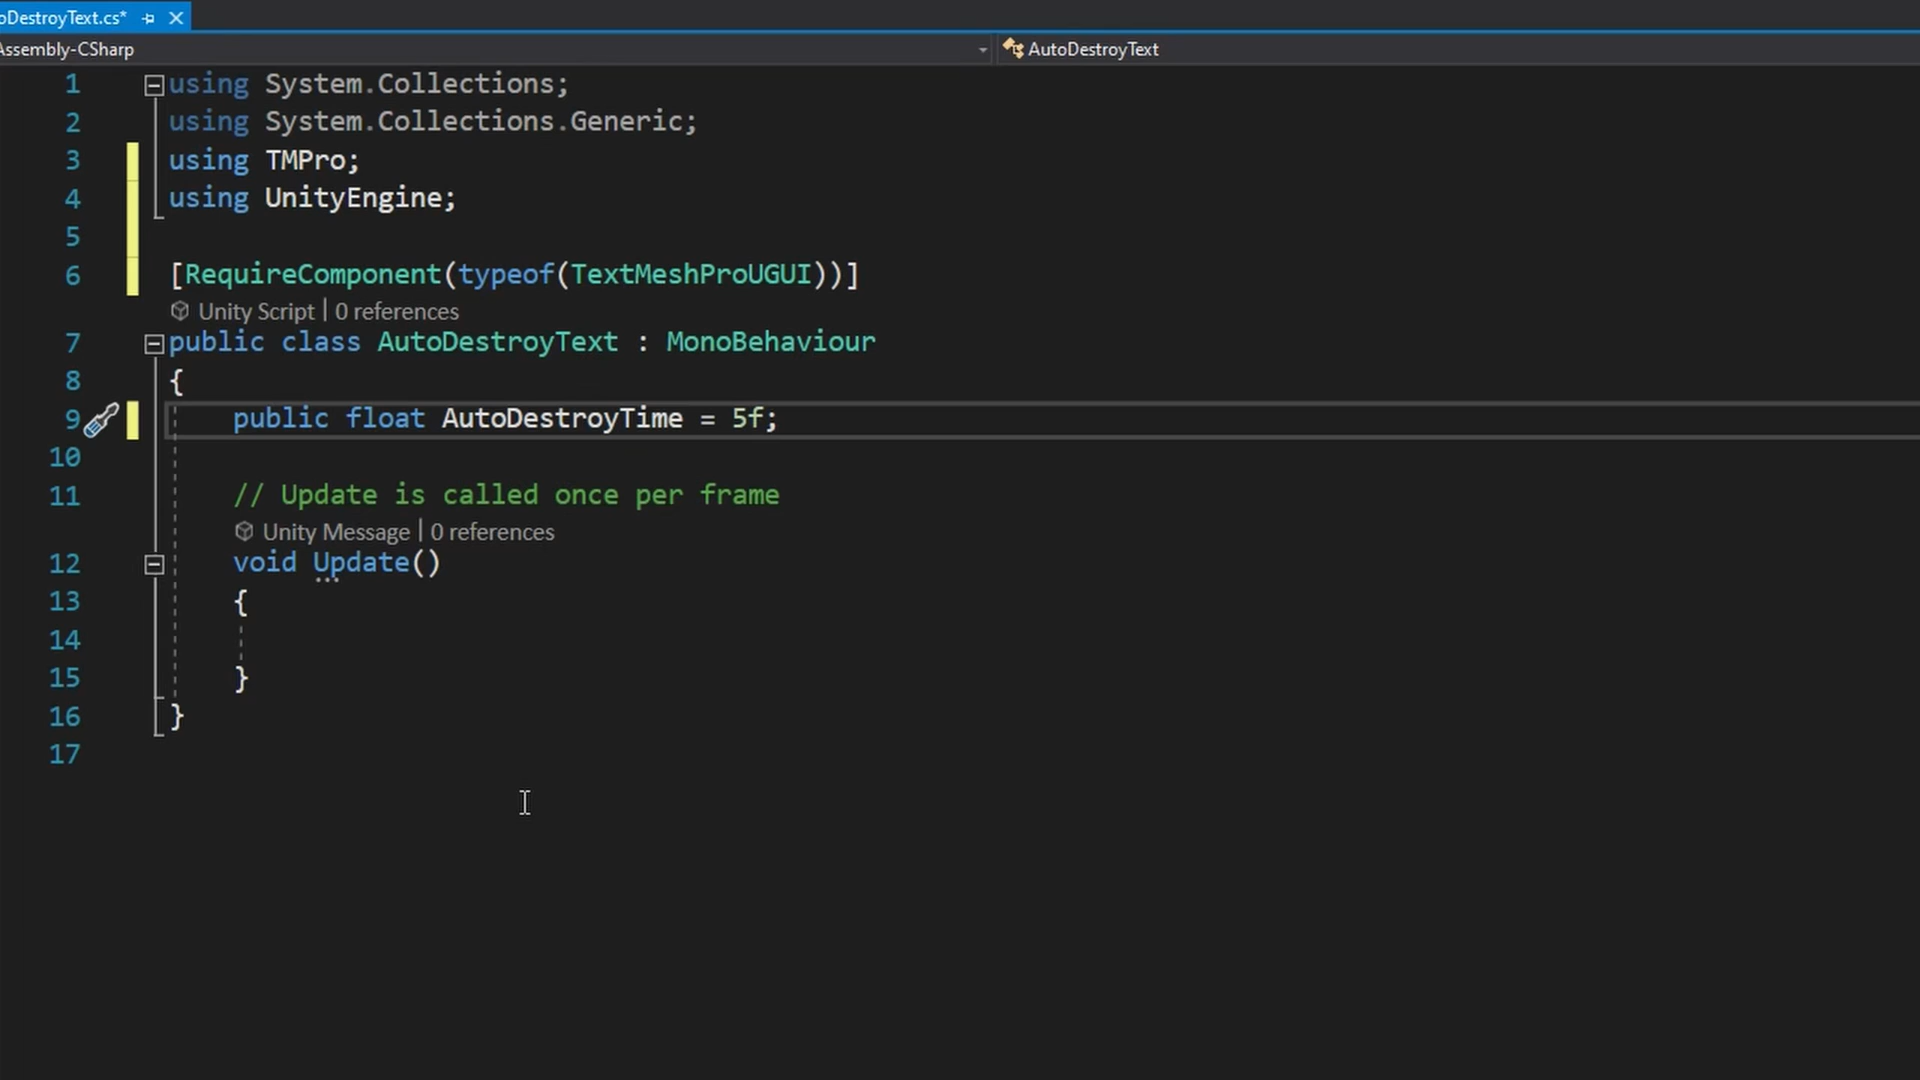 oDestroyText.cs*
Assembly-CSharp
AutoDestroyText
1 using System.Collections;
2 using System.Collections.Generic;
3 using TMPro;
4 using UnityEngine;
5
6 [RequireComponent(typeof(TextMeshProUGUI))]
Unity Script | 0 references
7 public class AutoDestroyText : MonoBehaviour
8 {
9 public float AutoDestroyTime = 5f;
10
11 // Update is called once per frame
Unity Message | 0 references
12 void Update()
13 {
14
15 }
16 }
17